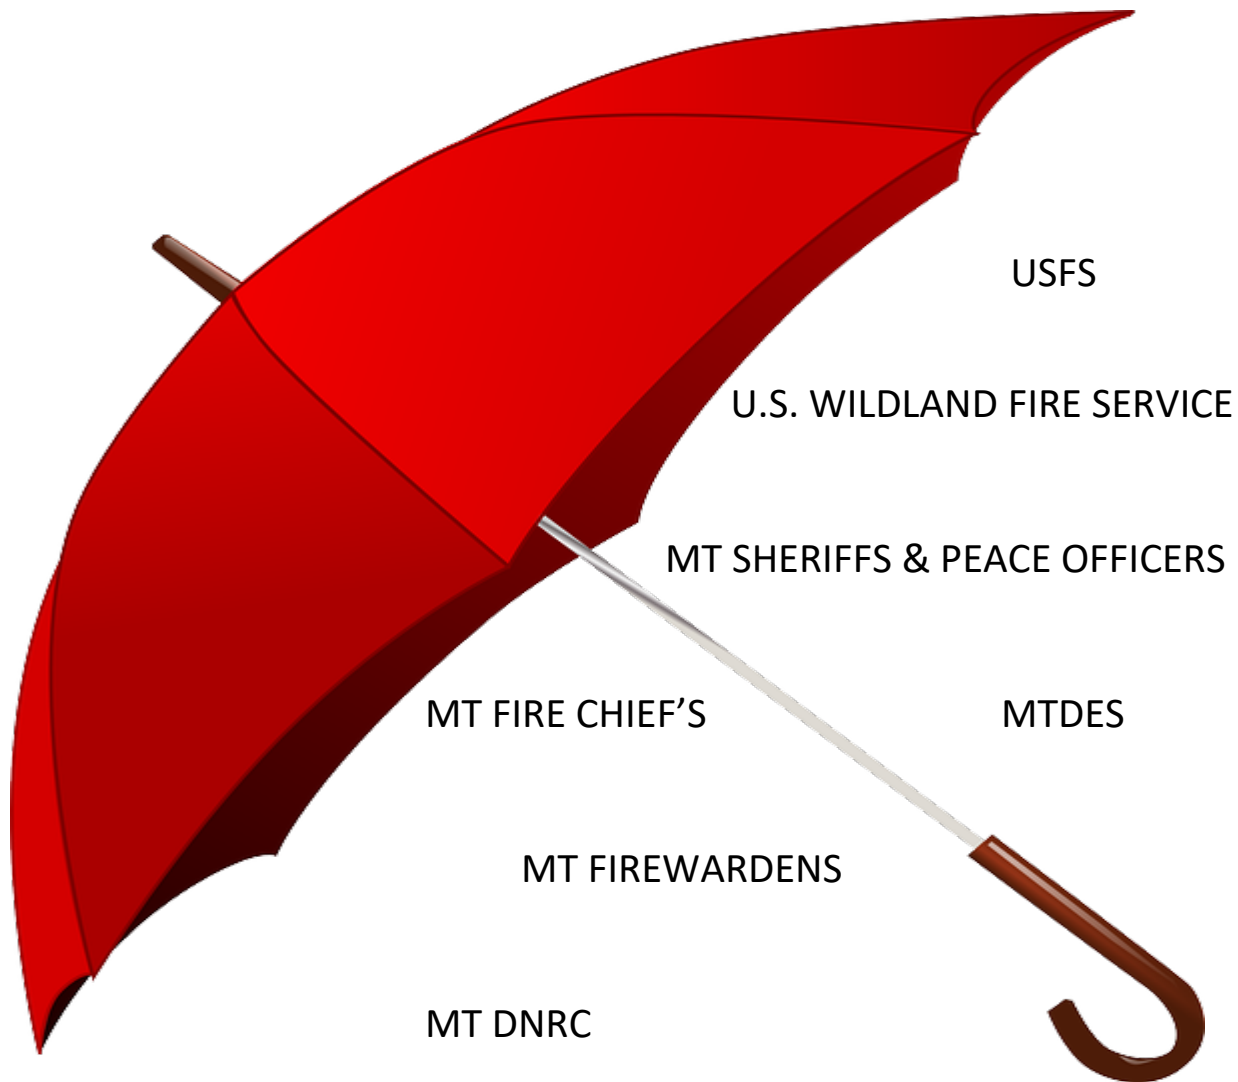 USFS
U.S. WILDLAND FIRE SERVICE
MT SHERIFFS & PEACE OFFICERS
MT FIRE CHIEF’S
MTDES
MT FIREWARDENS
MT DNRC